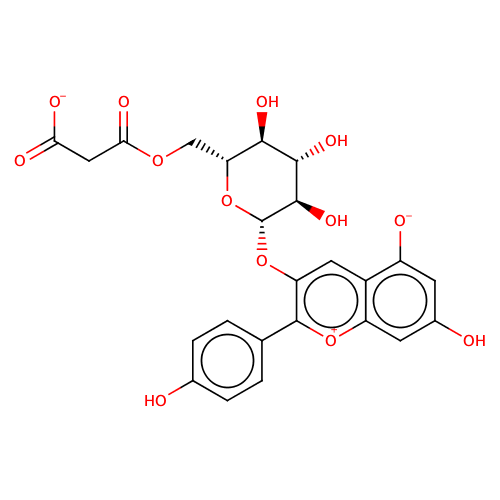 O⁻ O OH
O O OH
O OH
O O⁻
O⁺ OH
HO